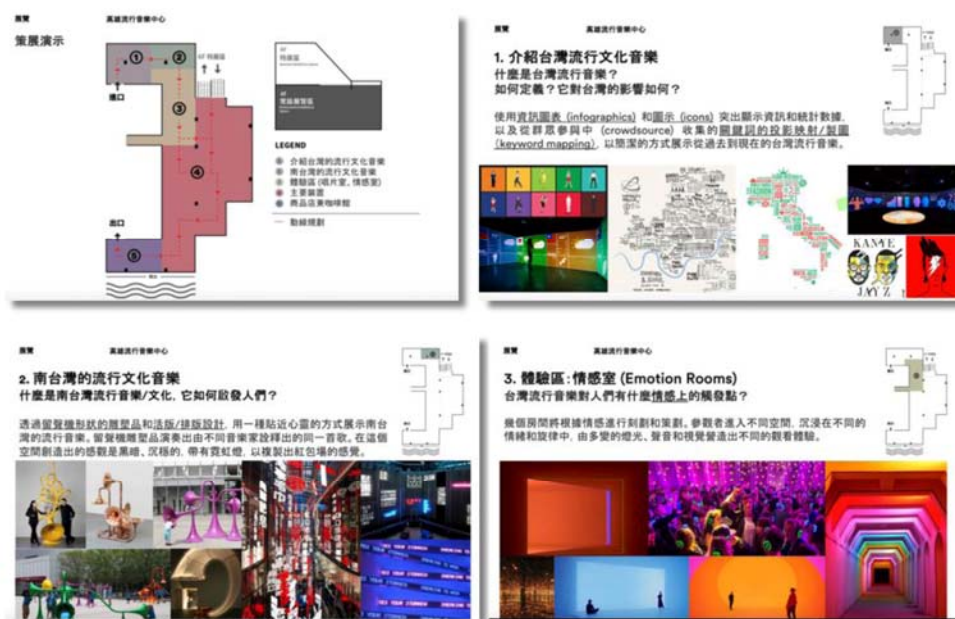 展覽 高雄流行音樂中心
策展演示
入口
出口
LEGEND
介紹台灣的流行文化音樂
南台灣的流行文化音樂
體驗區(唱片室, 情感室)
主要裝置
動線規劃
展覽 高雄流行音樂中心
1. 介紹台灣流行文化音樂
什麼是台灣流行音樂？
如何定義？它對台灣的影響如何？
使用資訊圖表 (infographics) 和圖示 (icons) 突出顯示資訊和統計數據,
以及從群眾參與中 (crowdsource) 收集的關鍵詞的投影映射/製圖
(keyword mapping), 以簡潔的方式展示從過去到現在的台灣流行音樂。
KANYE
JAY Z
展覽 高雄流行音樂中心
2. 南台灣的流行文化音樂
什麼是南台灣流行音樂/文化, 它如何啟發人們？
透過留聲機形狀的雕塑品和活版/排版設計, 用一種貼近心靈的方式展示南台
灣的流行音樂。留聲機雕塑品演奏出由不同音樂家詮釋出的同一首歌。在這個
空間創造出的感觀是黑暗, 沉穩的, 帶有霓虹燈, 以複製出紅包場的感覺。
展覽 高雄流行音樂中心
3. 體驗區:情感室 (Emotion Rooms)
台灣流行音樂對人們有什麼情感上的觸發點？
幾個房間將根據情感進行刻劃和策劃。參觀者進入不同空間, 沉浸在不同的
情緒和旋律中, 由多變的燈光、聲音和視覺營造出不同的觀看體驗。